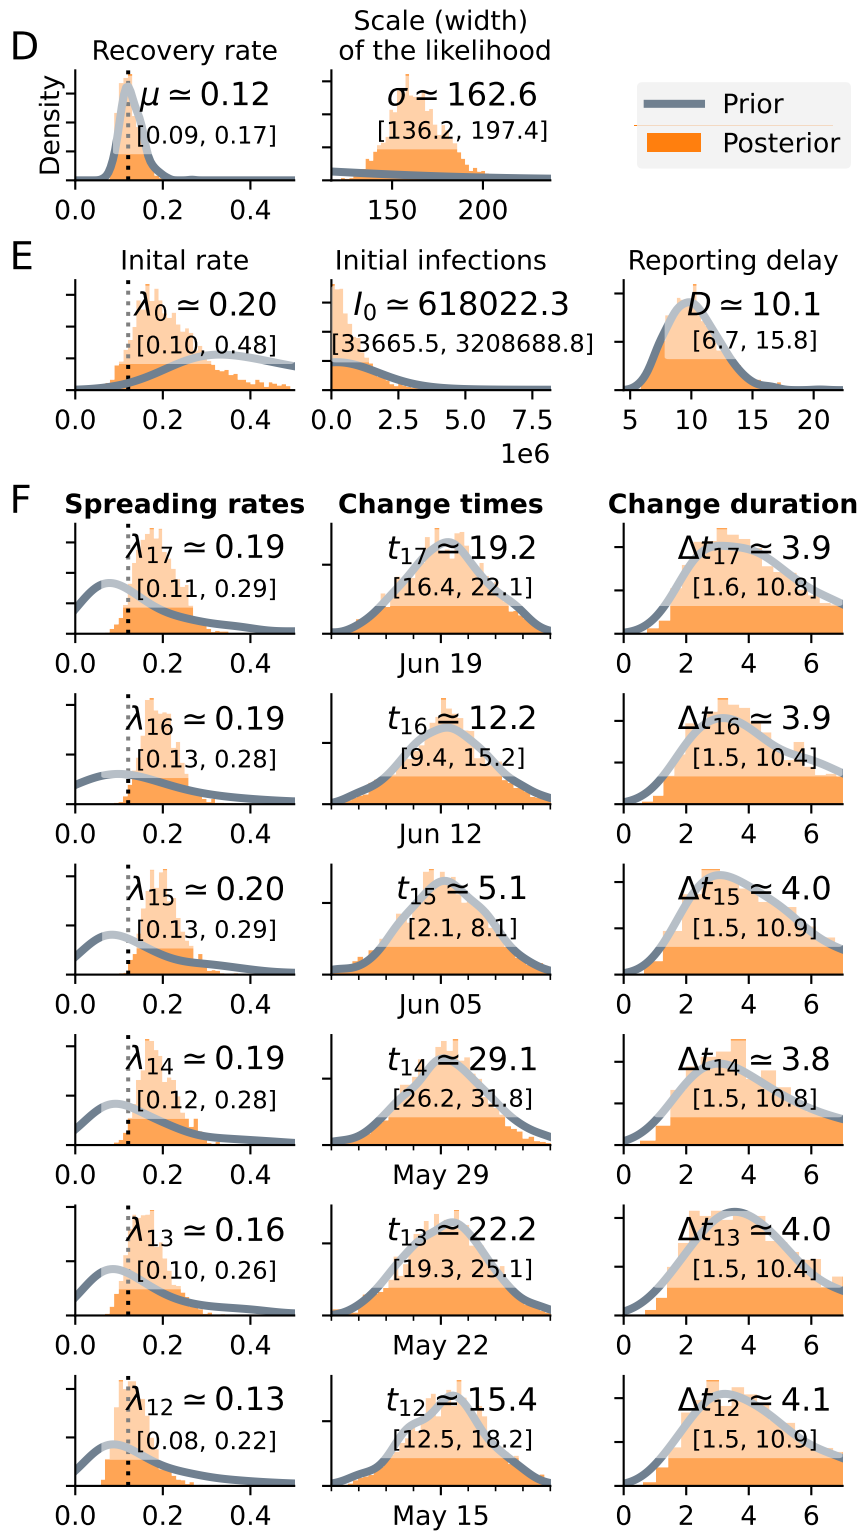 D
Recovery rate
Scale (width)
of the likelihood
Density
μ ≃ 0.12
[0.09, 0.17]
0.0 0.4
σ ≃ 162.6
[136.2, 197.4]
150 200
Prior
Posterior
E
Inital rate
λ0 ≃ 0.20
[0.10, 0.48]
0.0 0.2 0.4
Initial infections
I0 ≃ 618022.3
[33665.5, 3208688.8]
0.0 2.5 5.0 7.5
1e6
Reporting delay
D ≃ 10.1
[6.7, 15.8]
5 10 15 20
F
Spreading rates Change times Change duration
λ17 ≃ 0.19
[0.11, 0.29]
0.0 0.2 0.4
t17 ≃ 19.2
[16.4, 22.1]
Jun 19
Δt17 ≃ 3.9
[1.6, 10.8]
0 2 4 6
λ16 ≃ 0.19
[0.13, 0.28]
0.0 0.2 0.4
t16 ≃ 12.2
[9.4, 15.2]
Jun 12
Δt16 ≃ 3.9
[1.5, 10.4]
0 2 4 6
λ15 ≃ 0.20
[0.13, 0.29]
0.0 0.2 0.4
t15 ≃ 5.1
[2.1, 8.1]
Jun 05
Δt15 ≃ 4.0
[1.5, 10.9]
0 2 4 6
λ14 ≃ 0.19
[0.12, 0.28]
0.0 0.2 0.4
t14 ≃ 29.1
[26.2, 31.8]
May 29
Δt14 ≃ 3.8
[1.5, 10.8]
0 2 4 6
λ13 ≃ 0.16
[0.10, 0.26]
0.0 0.2 0.4
t13 ≃ 22.2
[19.3, 25.1]
May 22
Δt13 ≃ 4.0
[1.5, 10.4]
0 2 4 6
λ12 ≃ 0.13
[0.08, 0.22]
0.0 0.2 0.4
t12 ≃ 15.4
[12.5, 18.2]
May 15
Δt12 ≃ 4.1
[1.5, 10.9]
0 2 4 6